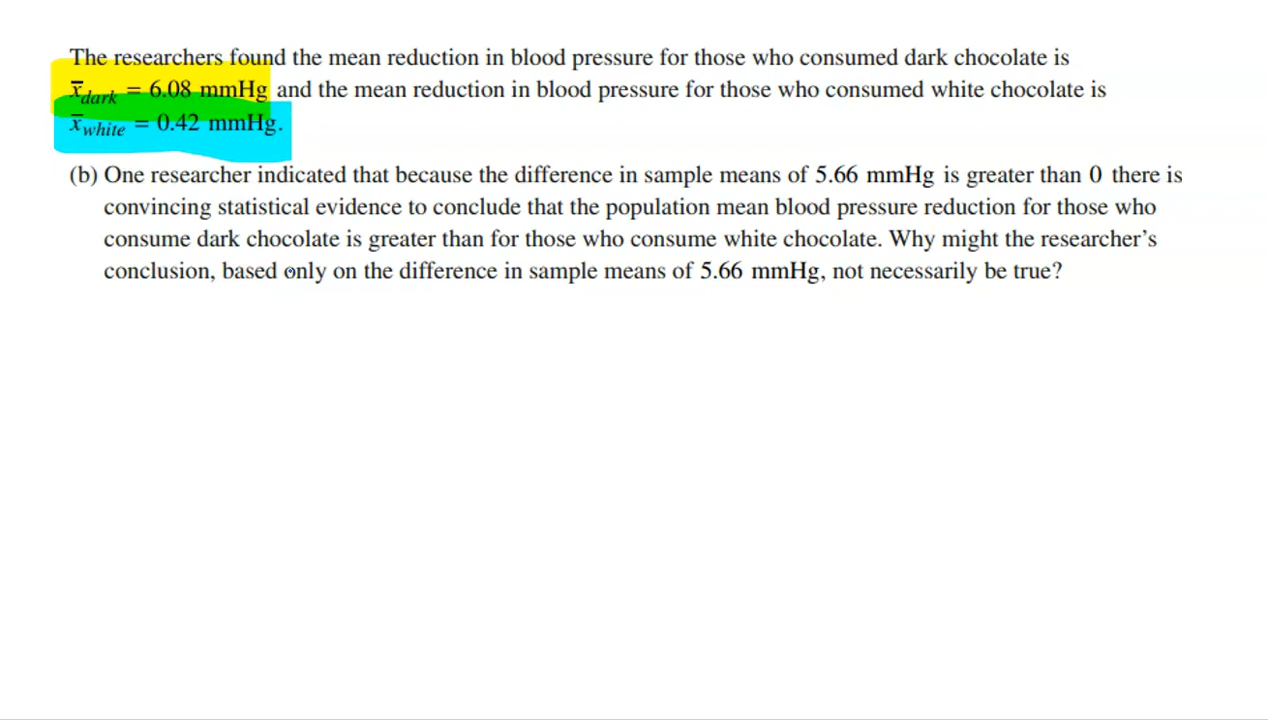 The researchers found the mean reduction in blood pressure for those who consumed dark chocolate is
x̄dark = 6.08 mmHg and the mean reduction in blood pressure for those who consumed white chocolate is
x̄white = 0.42 mmHg.
(b) One researcher indicated that because the difference in sample means of 5.66 mmHg is greater than 0 there is
convincing statistical evidence to conclude that the population mean blood pressure reduction for those who
consume dark chocolate is greater than for those who consume white chocolate. Why might the researcher's
conclusion, based only on the difference in sample means of 5.66 mmHg, not necessarily be true?